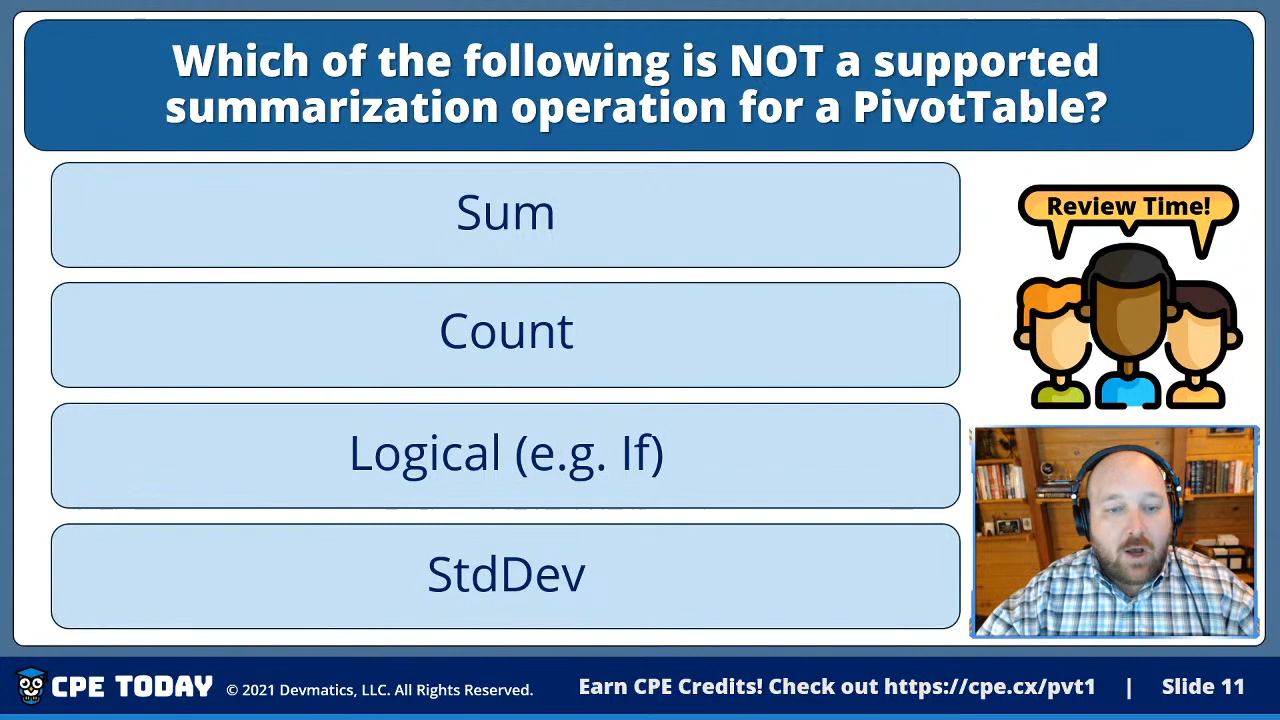 Which of the following is NOT a supported
summarization operation for a PivotTable?
Sum
Count
Logical (e.g. If)
StdDev
Review Time!
CPE TODAY © 2021 Devmatics, LLC. All Rights Reserved. Earn CPE Credits! Check out https://cpe.cx/pvt1 | Slide 11